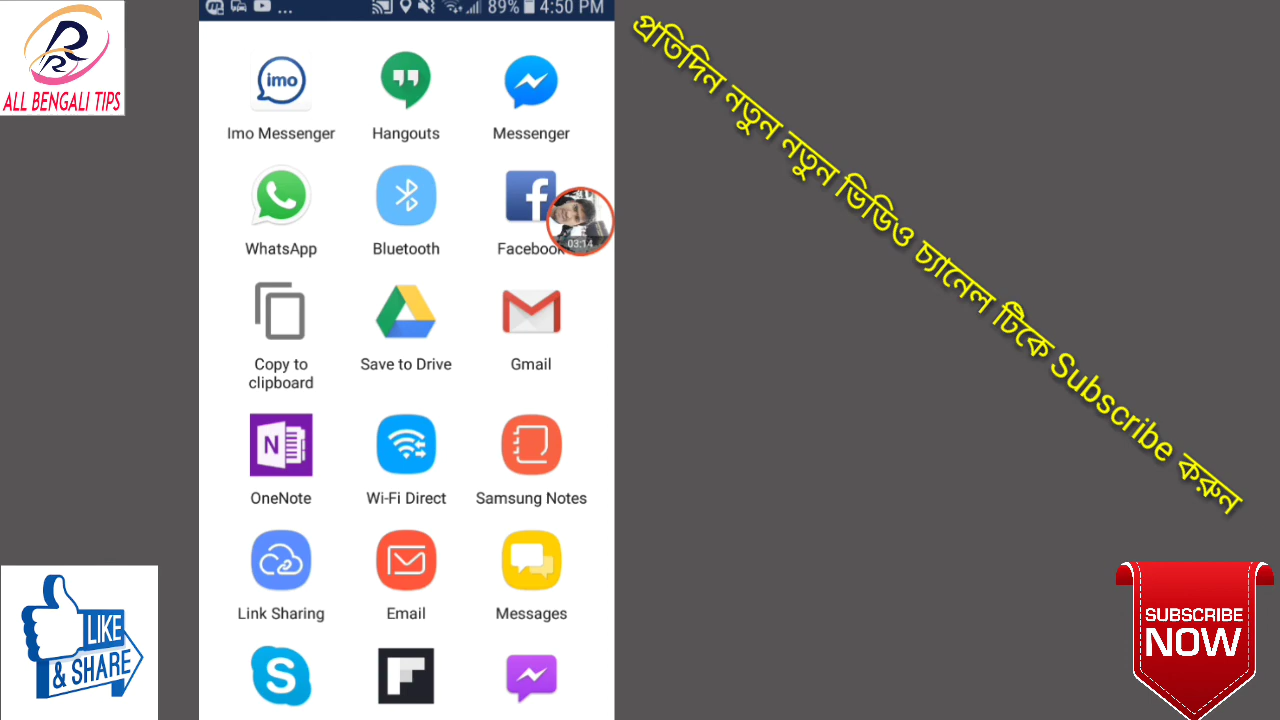 ... 89% 4:50 PM
R
ALL BENGALI TIPS
imo
Imo Messenger Hangouts Messenger
WhatsApp Bluetooth Facebook
03:14
Copy to
clipboard
Save to Drive Gmail
N
OneNote Wi-Fi Direct Samsung Notes
Link Sharing Email Messages
S
প্রতিদিন নতুন নতুন ভিডিও চ্যানেল টিকে Subscribe করুন
LIKE
& SHARE
SUBSCRIBE
NOW